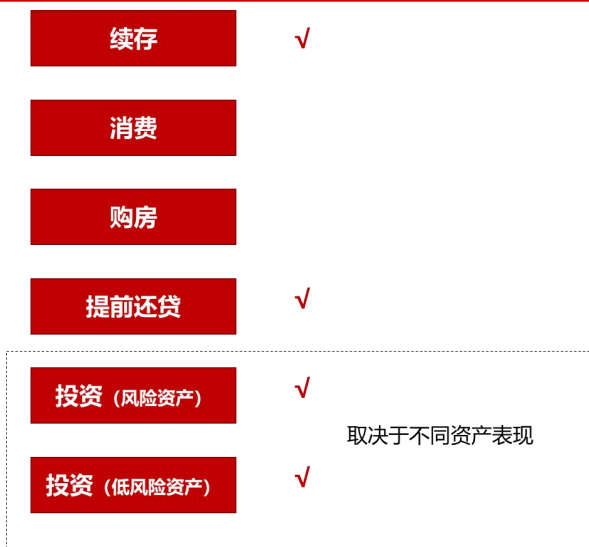 续存 √
消费
购房
提前还贷 √
投资（风险资产） √
取决于不同资产表现
投资（低风险资产） √